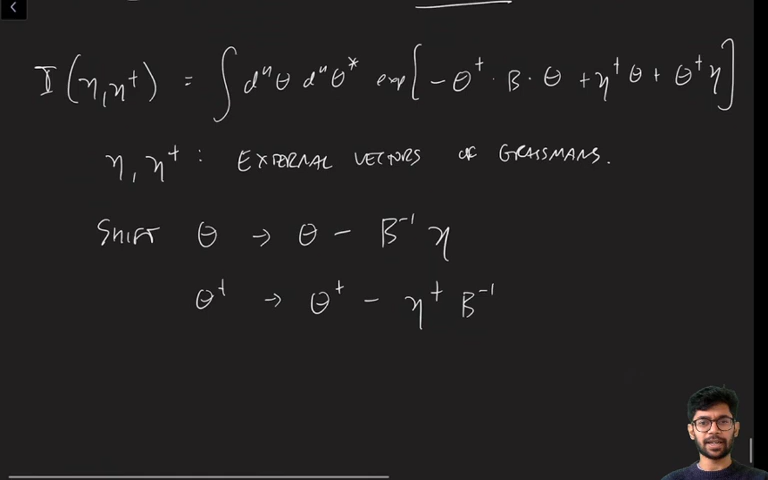 I(η,η†) = ∫ dⁿθ dⁿθ* exp[-θ†·B·θ + η†θ + θ†η]
η, η† : EXTERNAL VECTORS OF GRASSMANS.
SHIFT θ → θ - B⁻¹ η
θ† → θ† - η† B⁻¹